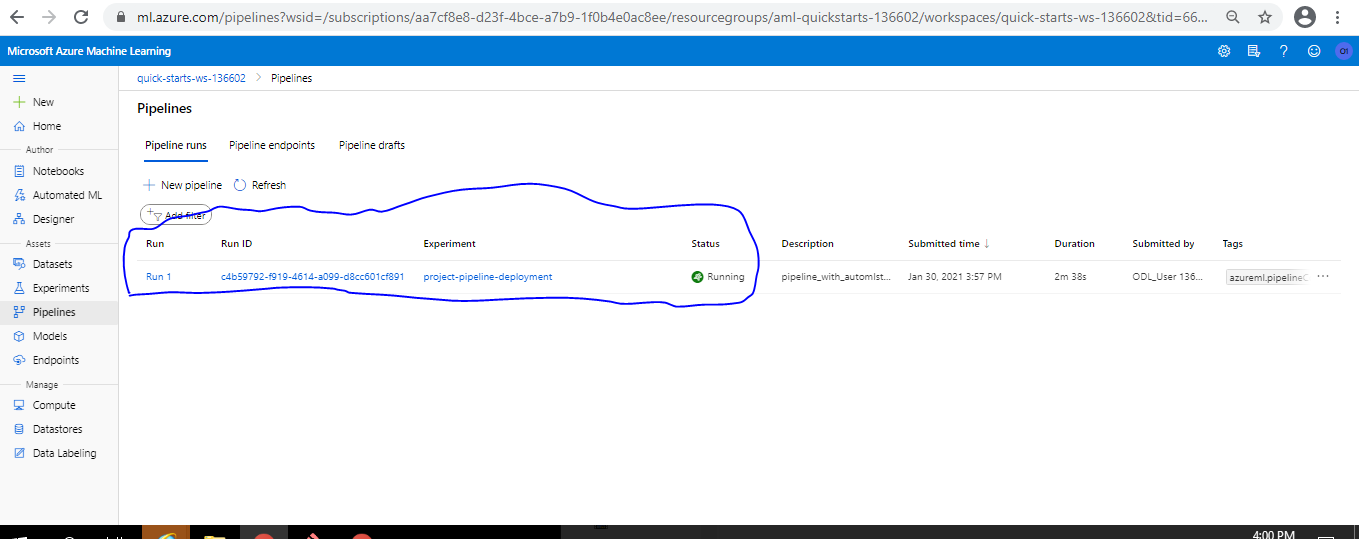 ml.azure.com/pipelines?wsid=/subscriptions/aa7cf8e8-d23f-4bce-a7b9-1f0b4e0ac8ee/resourcegroups/aml-quickstarts-136602/workspaces/quick-starts-ws-136602&tid=66...
Microsoft Azure Machine Learning
OI
quick-starts-ws-136602 > Pipelines
New
Pipelines
Home
Author
Pipeline runs Pipeline endpoints Pipeline drafts
Notebooks
New pipeline Refresh
Automated ML
Add filter
Designer
Assets
Run Run ID Experiment Status Description Submitted time ↓ Duration Submitted by Tags
Datasets
Run 1 c4b59792-f919-4614-a099-d8cc601cf891 project-pipeline-deployment Running pipeline_with_automlst... Jan 30, 2021 3:57 PM 2m 38s ODL_User 136... azureml.pipelineC ...
Experiments
Pipelines
Models
Endpoints
Manage
Compute
Datastores
Data Labeling
4:00 PM